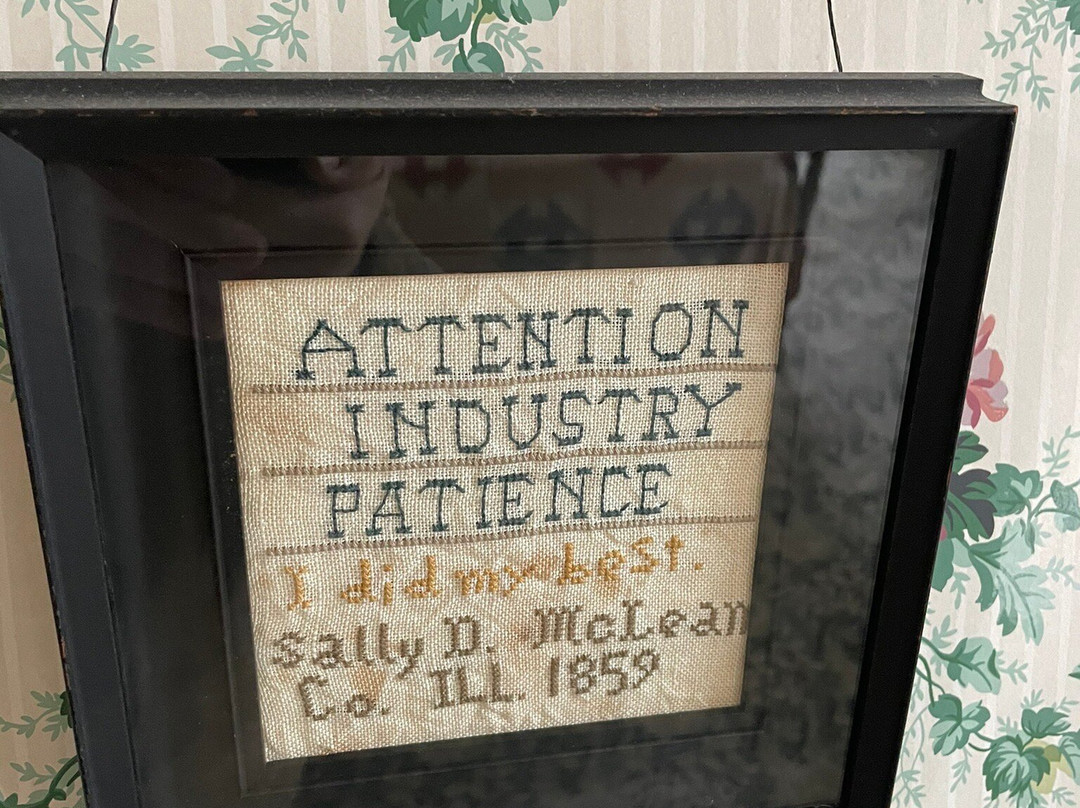 ATTENTION
INDUSTRY
PATIENCE
I did my best.
Sally D. McLean
Co. ILL 1859